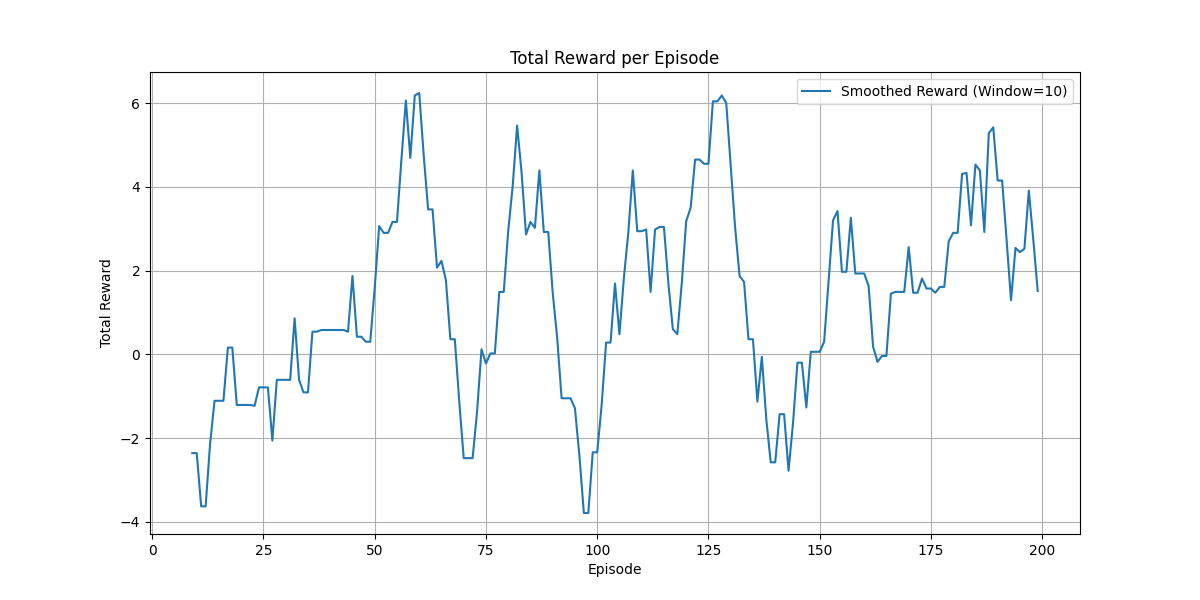 Total Reward per Episode
Smoothed Reward (Window=10)
Total Reward
6
4
2
0
−2
−4
0 25 50 75 100 125 150 175 200
Episode